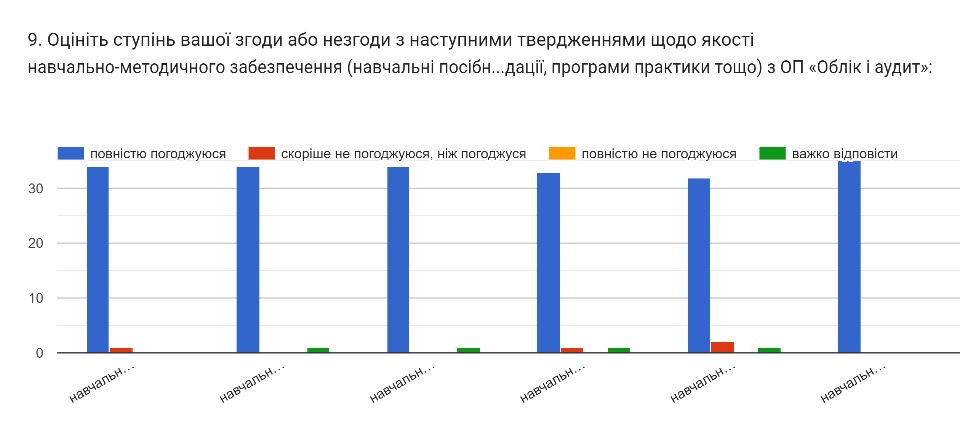 9. Оцініть ступінь вашої згоди або незгоди з наступними твердженнями щодо якості
навчально-методичного забезпечення (навчальні посібн...дації, програми практики тощо) з ОП «Облік і аудит»:
повністю погоджуюся скоріше не погоджуюся, ніж погоджуся повністю не погоджуюся важко відповісти
30
20
10
0
навчальн… навчальн… навчальн… навчальн… навчальн… навчальн…